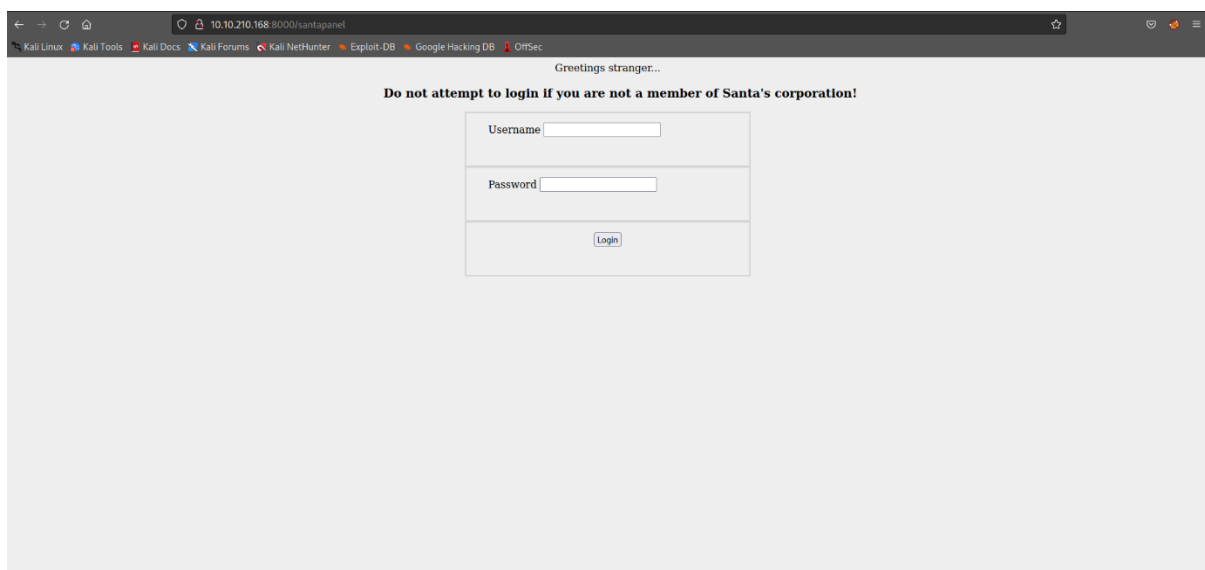 10.10.210.168:8000/santapanel
Kali Linux Kali Tools Kali Docs Kali Forums Kali NetHunter Exploit-DB Google Hacking DB OffSec
Greetings stranger...
Do not attempt to login if you are not a member of Santa's corporation!
Username
Password
Login